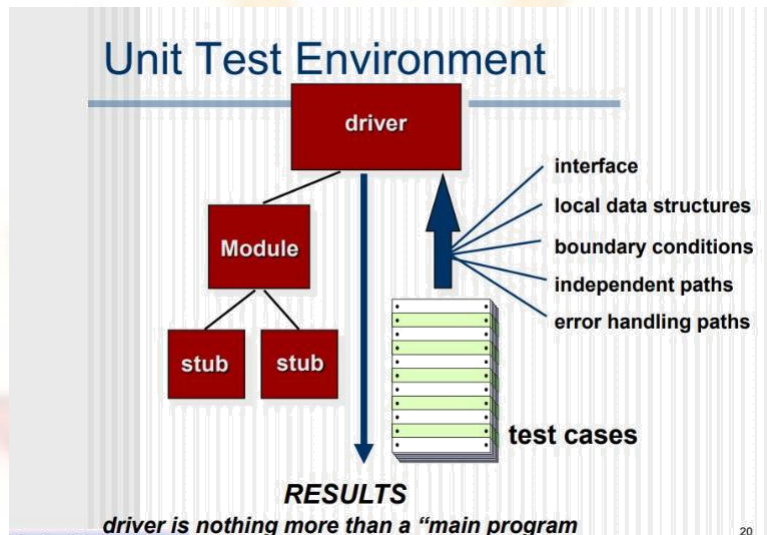 Unit Test Environment
driver
interface
local data structures
Module
boundary conditions
independent paths
error handling paths
stub
stub
test cases
RESULTS
driver is nothing more than a “main program
20